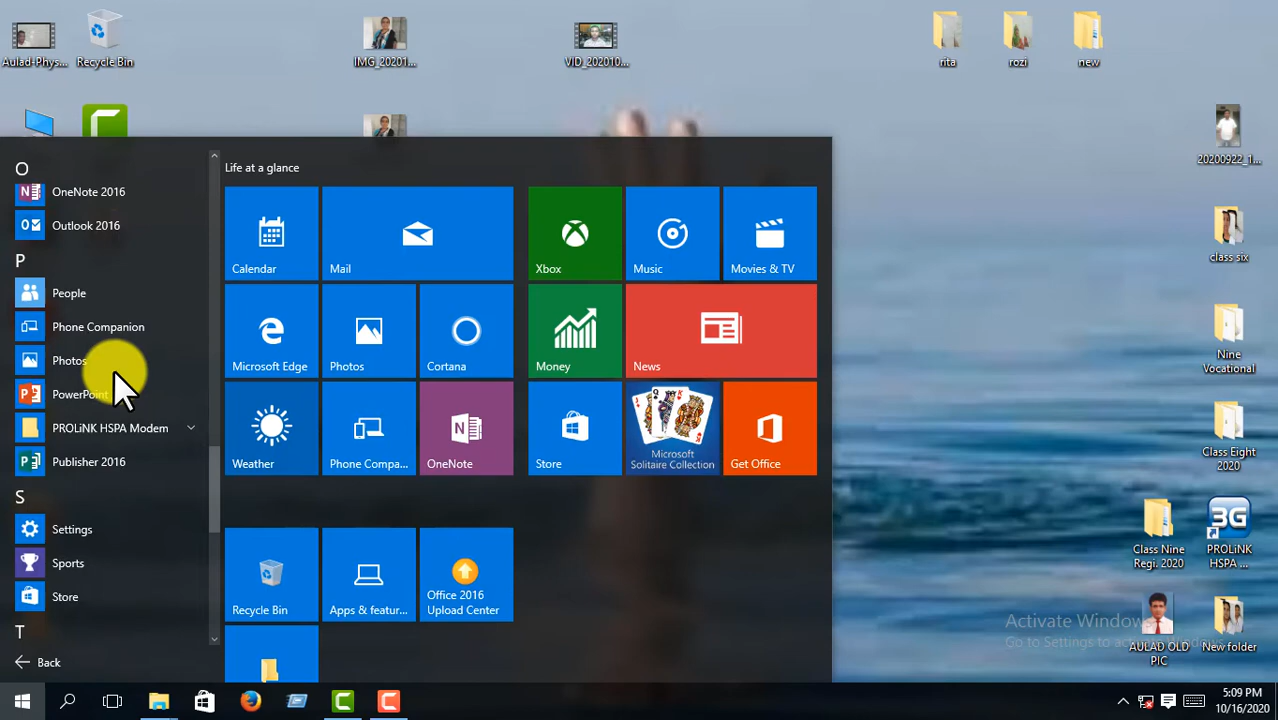 Aulad-Phys...
Recycle Bin
IMG_20201...
VID_202010...
rita
rozi
new
20200922_1...
class six
Nine
Vocational
Class Eight
2020
Class Nine
Regi. 2020
3G
PROLiNK
HSPA ...
AULAD OLD
PIC
New folder
O
OneNote 2016
Outlook 2016
P
People
Phone Companion
Photos
PowerPoint
PROLiNK HSPA Modem
Publisher 2016
S
Settings
Sports
Store
T
Back
Life at a glance
Calendar
Mail
Xbox
Music
Movies & TV
Microsoft Edge
Photos
Cortana
Money
News
Weather
Phone Compa...
OneNote
Store
Microsoft
Solitaire Collection
Get Office
Recycle Bin
Apps & featur...
Office 2016
Upload Center
Activate Windows
Go to Settings to activate Windows.
5:09 PM
10/16/2020